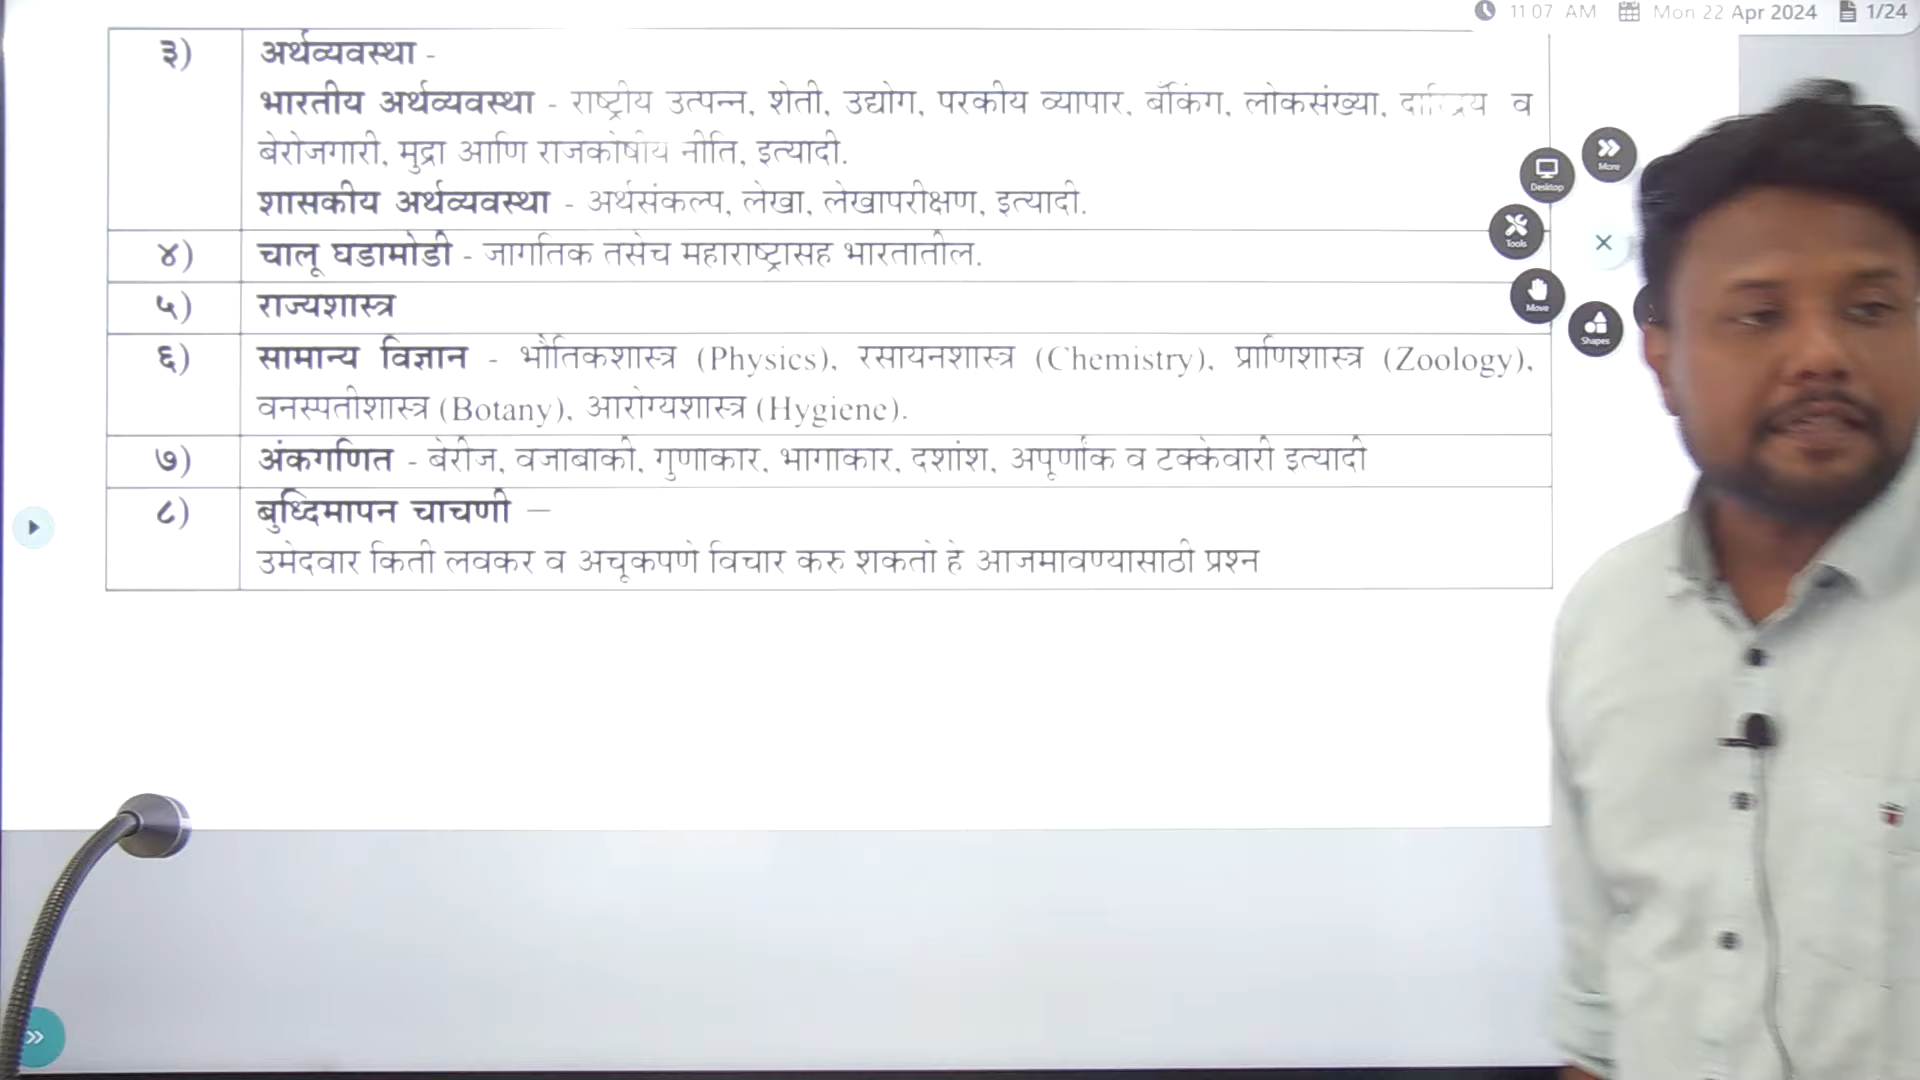 11 07 AM Mon 22 Apr 2024 1/24
३) अर्थव्यवस्था -
भारतीय अर्थव्यवस्था - राष्ट्रीय उत्पन्न, शेती, उद्योग, परकीय व्यापार, बँकिंग, लोकसंख्या, दारिद्रय व
बेरोजगारी, मुद्रा आणि राजकोषीय नीति, इत्यादी.
शासकीय अर्थव्यवस्था - अर्थसंकल्प, लेखा, लेखापरीक्षण, इत्यादी.
४) चालू घडामोडी - जागतिक तसेच महाराष्ट्रासह भारतातील.
५) राज्यशास्त्र
६) सामान्य विज्ञान - भौतिकशास्त्र (Physics), रसायनशास्त्र (Chemistry), प्राणिशास्त्र (Zoology),
वनस्पतीशास्त्र (Botany), आरोग्यशास्त्र (Hygiene).
७) अंकगणित - बेरीज, वजाबाकी, गुणाकार, भागाकार, दशांश, अपूर्णांक व टक्केवारी इत्यादी
८) बुध्दिमापन चाचणी –
उमेदवार किती लवकर व अचूकपणे विचार करु शकतो हे आजमावण्यासाठी प्रश्न
More
Desktop
Tools
Move
Shapes